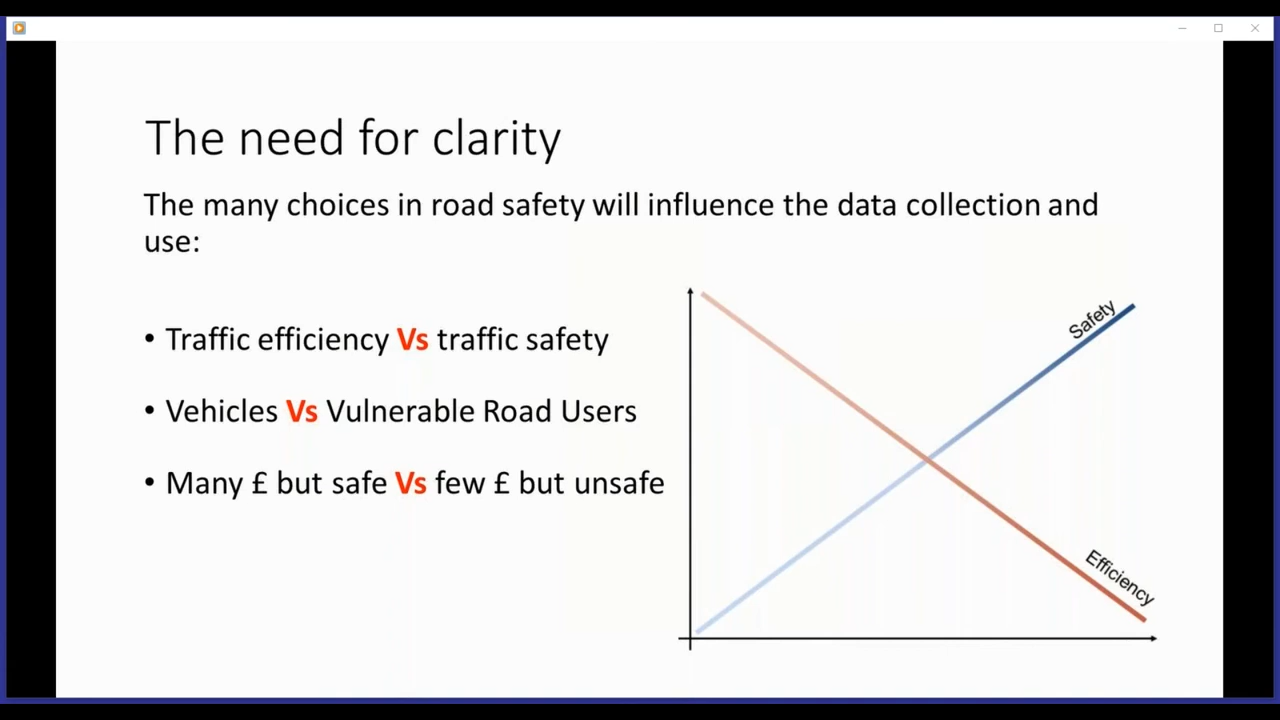 The need for clarity
The many choices in road safety will influence the data collection and
use:
• Traffic efficiency Vs traffic safety
• Vehicles Vs Vulnerable Road Users
• Many £ but safe Vs few £ but unsafe
Safety
Efficiency